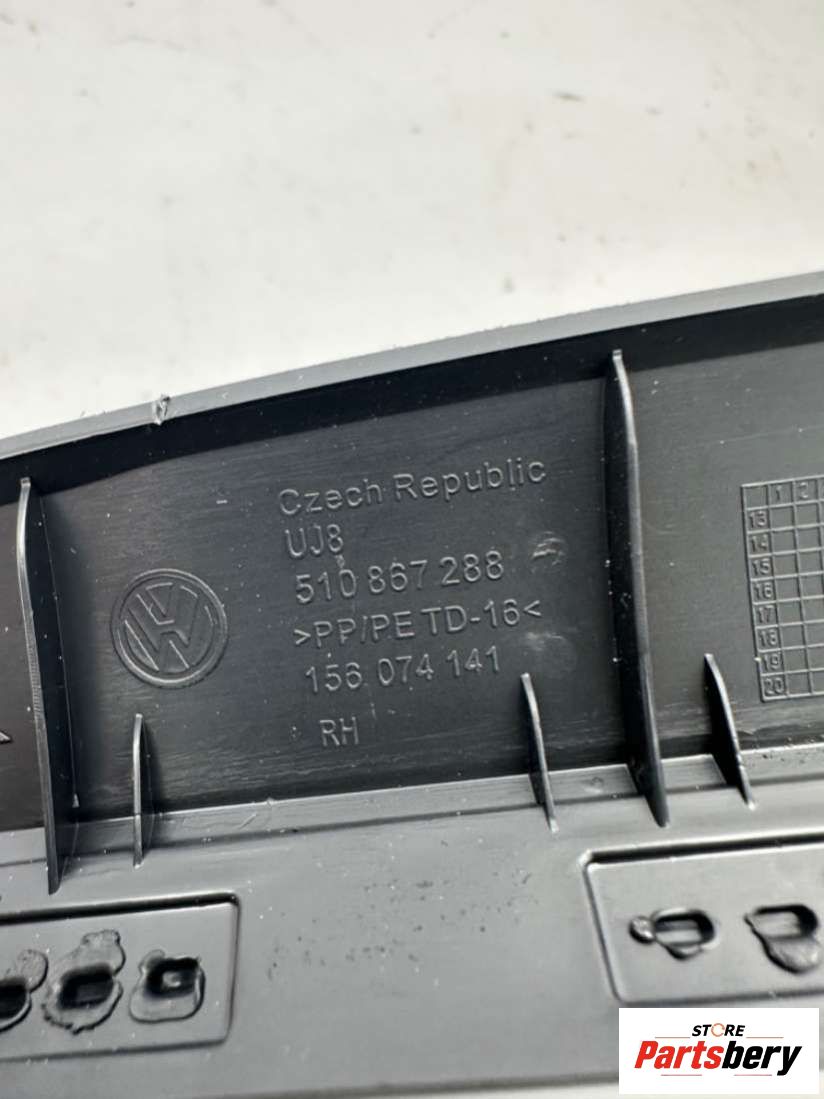 Czech Republic
UJ8
510 867 288
>PP/PE TD-16<
156 074 141
RH
VW
1 2
13
14
15
16
17
18
19
20
STORE
Partsbery